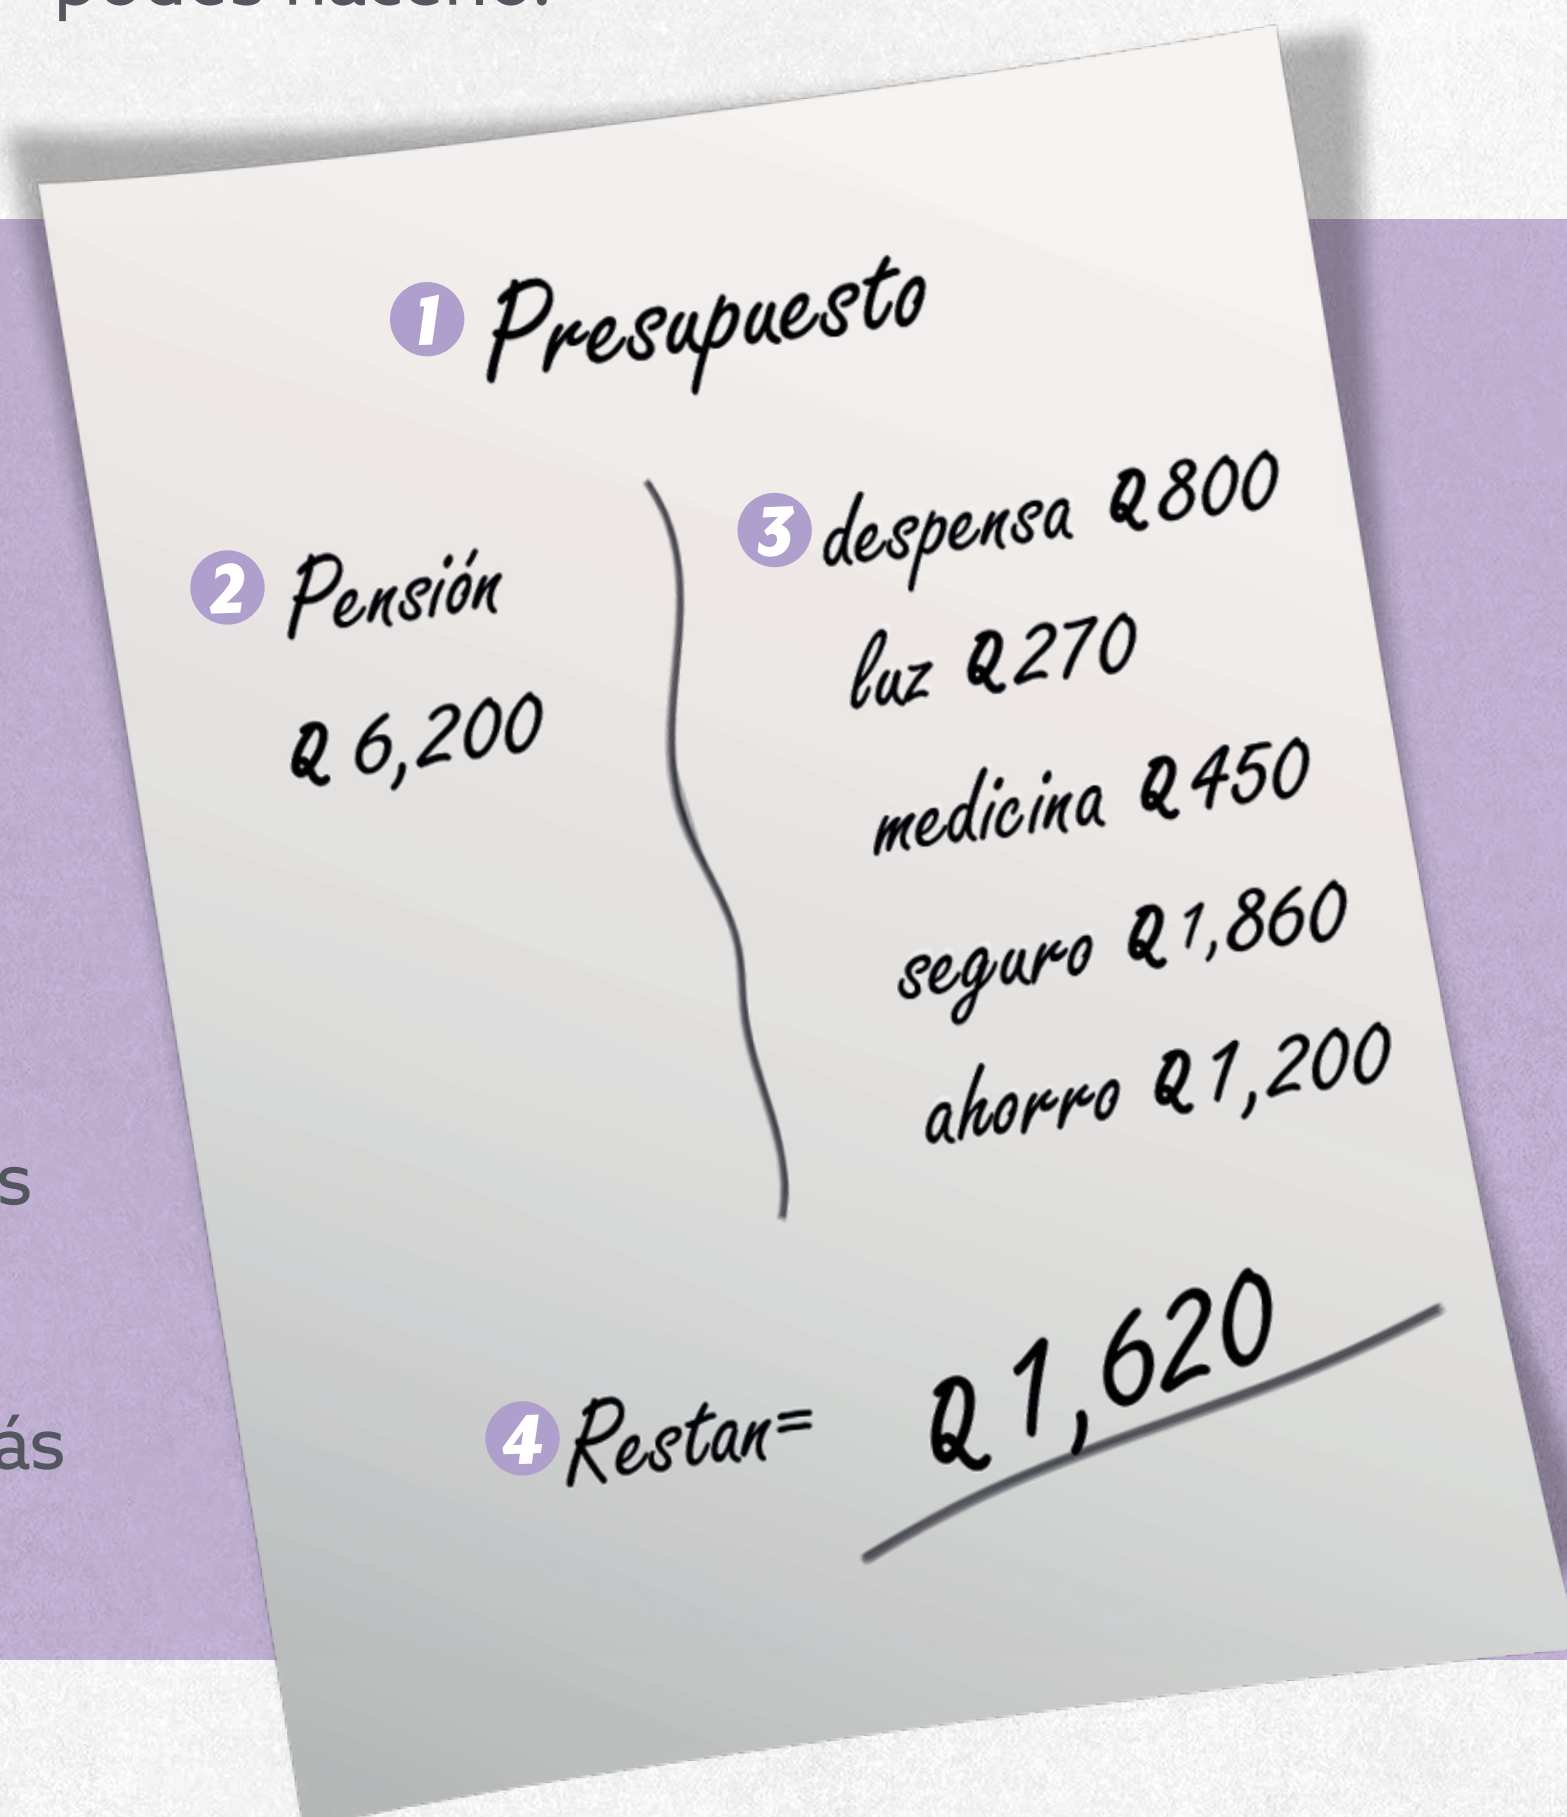 1 Presupuesto
2 Pensión
Q 6,200
3 despensa Q800
luz Q270
medicina Q450
seguro Q1,860
ahorro Q1,200
4 Restan= Q1,620
s
ás